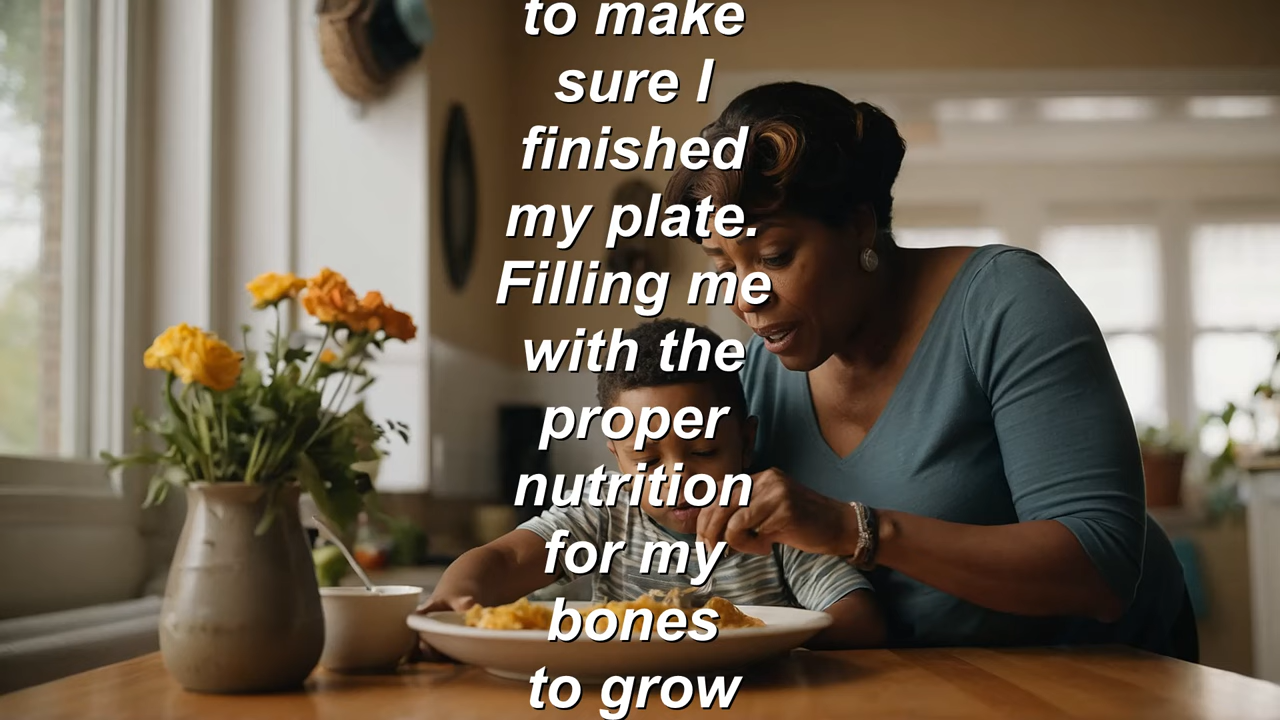 to make
sure I
finished
my plate.
Filling me
with the
proper
nutrition
for my
bones
to grow